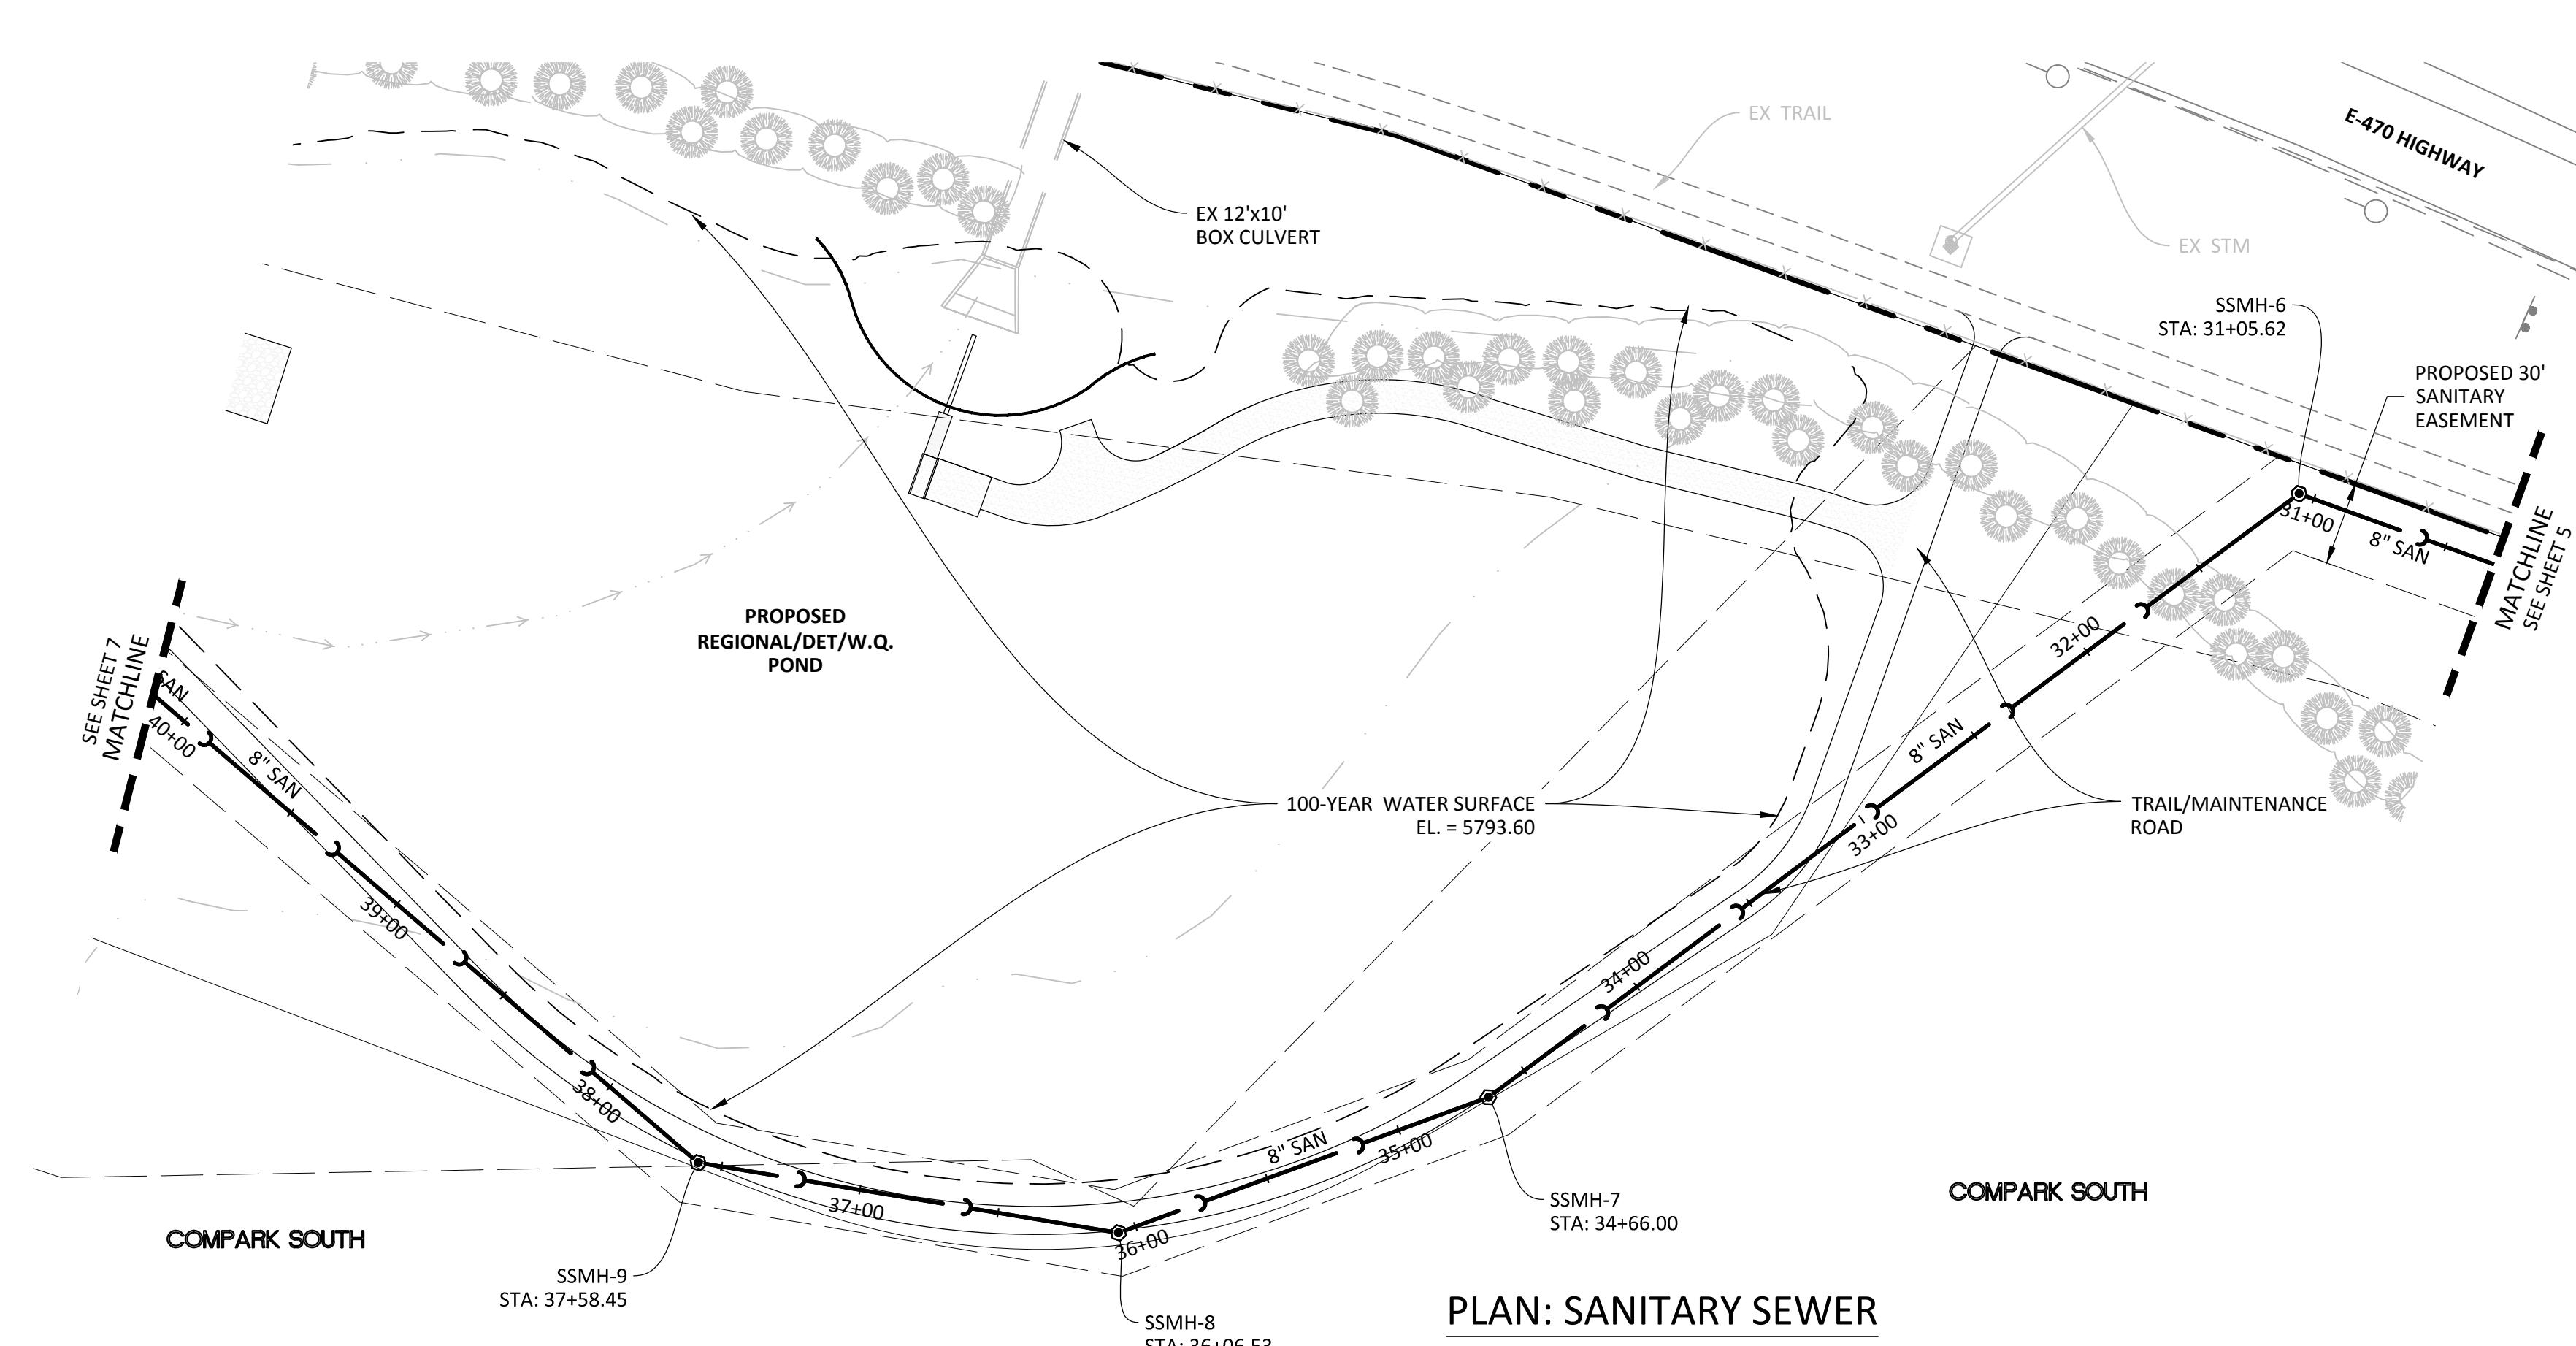 EX TRAIL
E-470 HIGHWAY
EX 12'x10'
BOX CULVERT
EX STM
SSMH-6
STA: 31+05.62
PROPOSED 30'
SANITARY
EASEMENT
31+00
8" SAN
MATCHLINE
SEE SHEET 5
PROPOSED
REGIONAL/DET/W.Q.
POND
32+00
SEE SHEET 7
MATCHLINE
SAN
40+00
8" SAN
8" SAN
100-YEAR WATER SURFACE
EL. = 5793.60
TRAIL/MAINTENANCE
ROAD
33+00
39+00
34+00
38+00
8" SAN
35+00
37+00
36+00
SSMH-7
STA: 34+66.00
COMPARK SOUTH
COMPARK SOUTH
SSMH-9
STA: 37+58.45
SSMH-8
STA: 36+06.53
PLAN: SANITARY SEWER